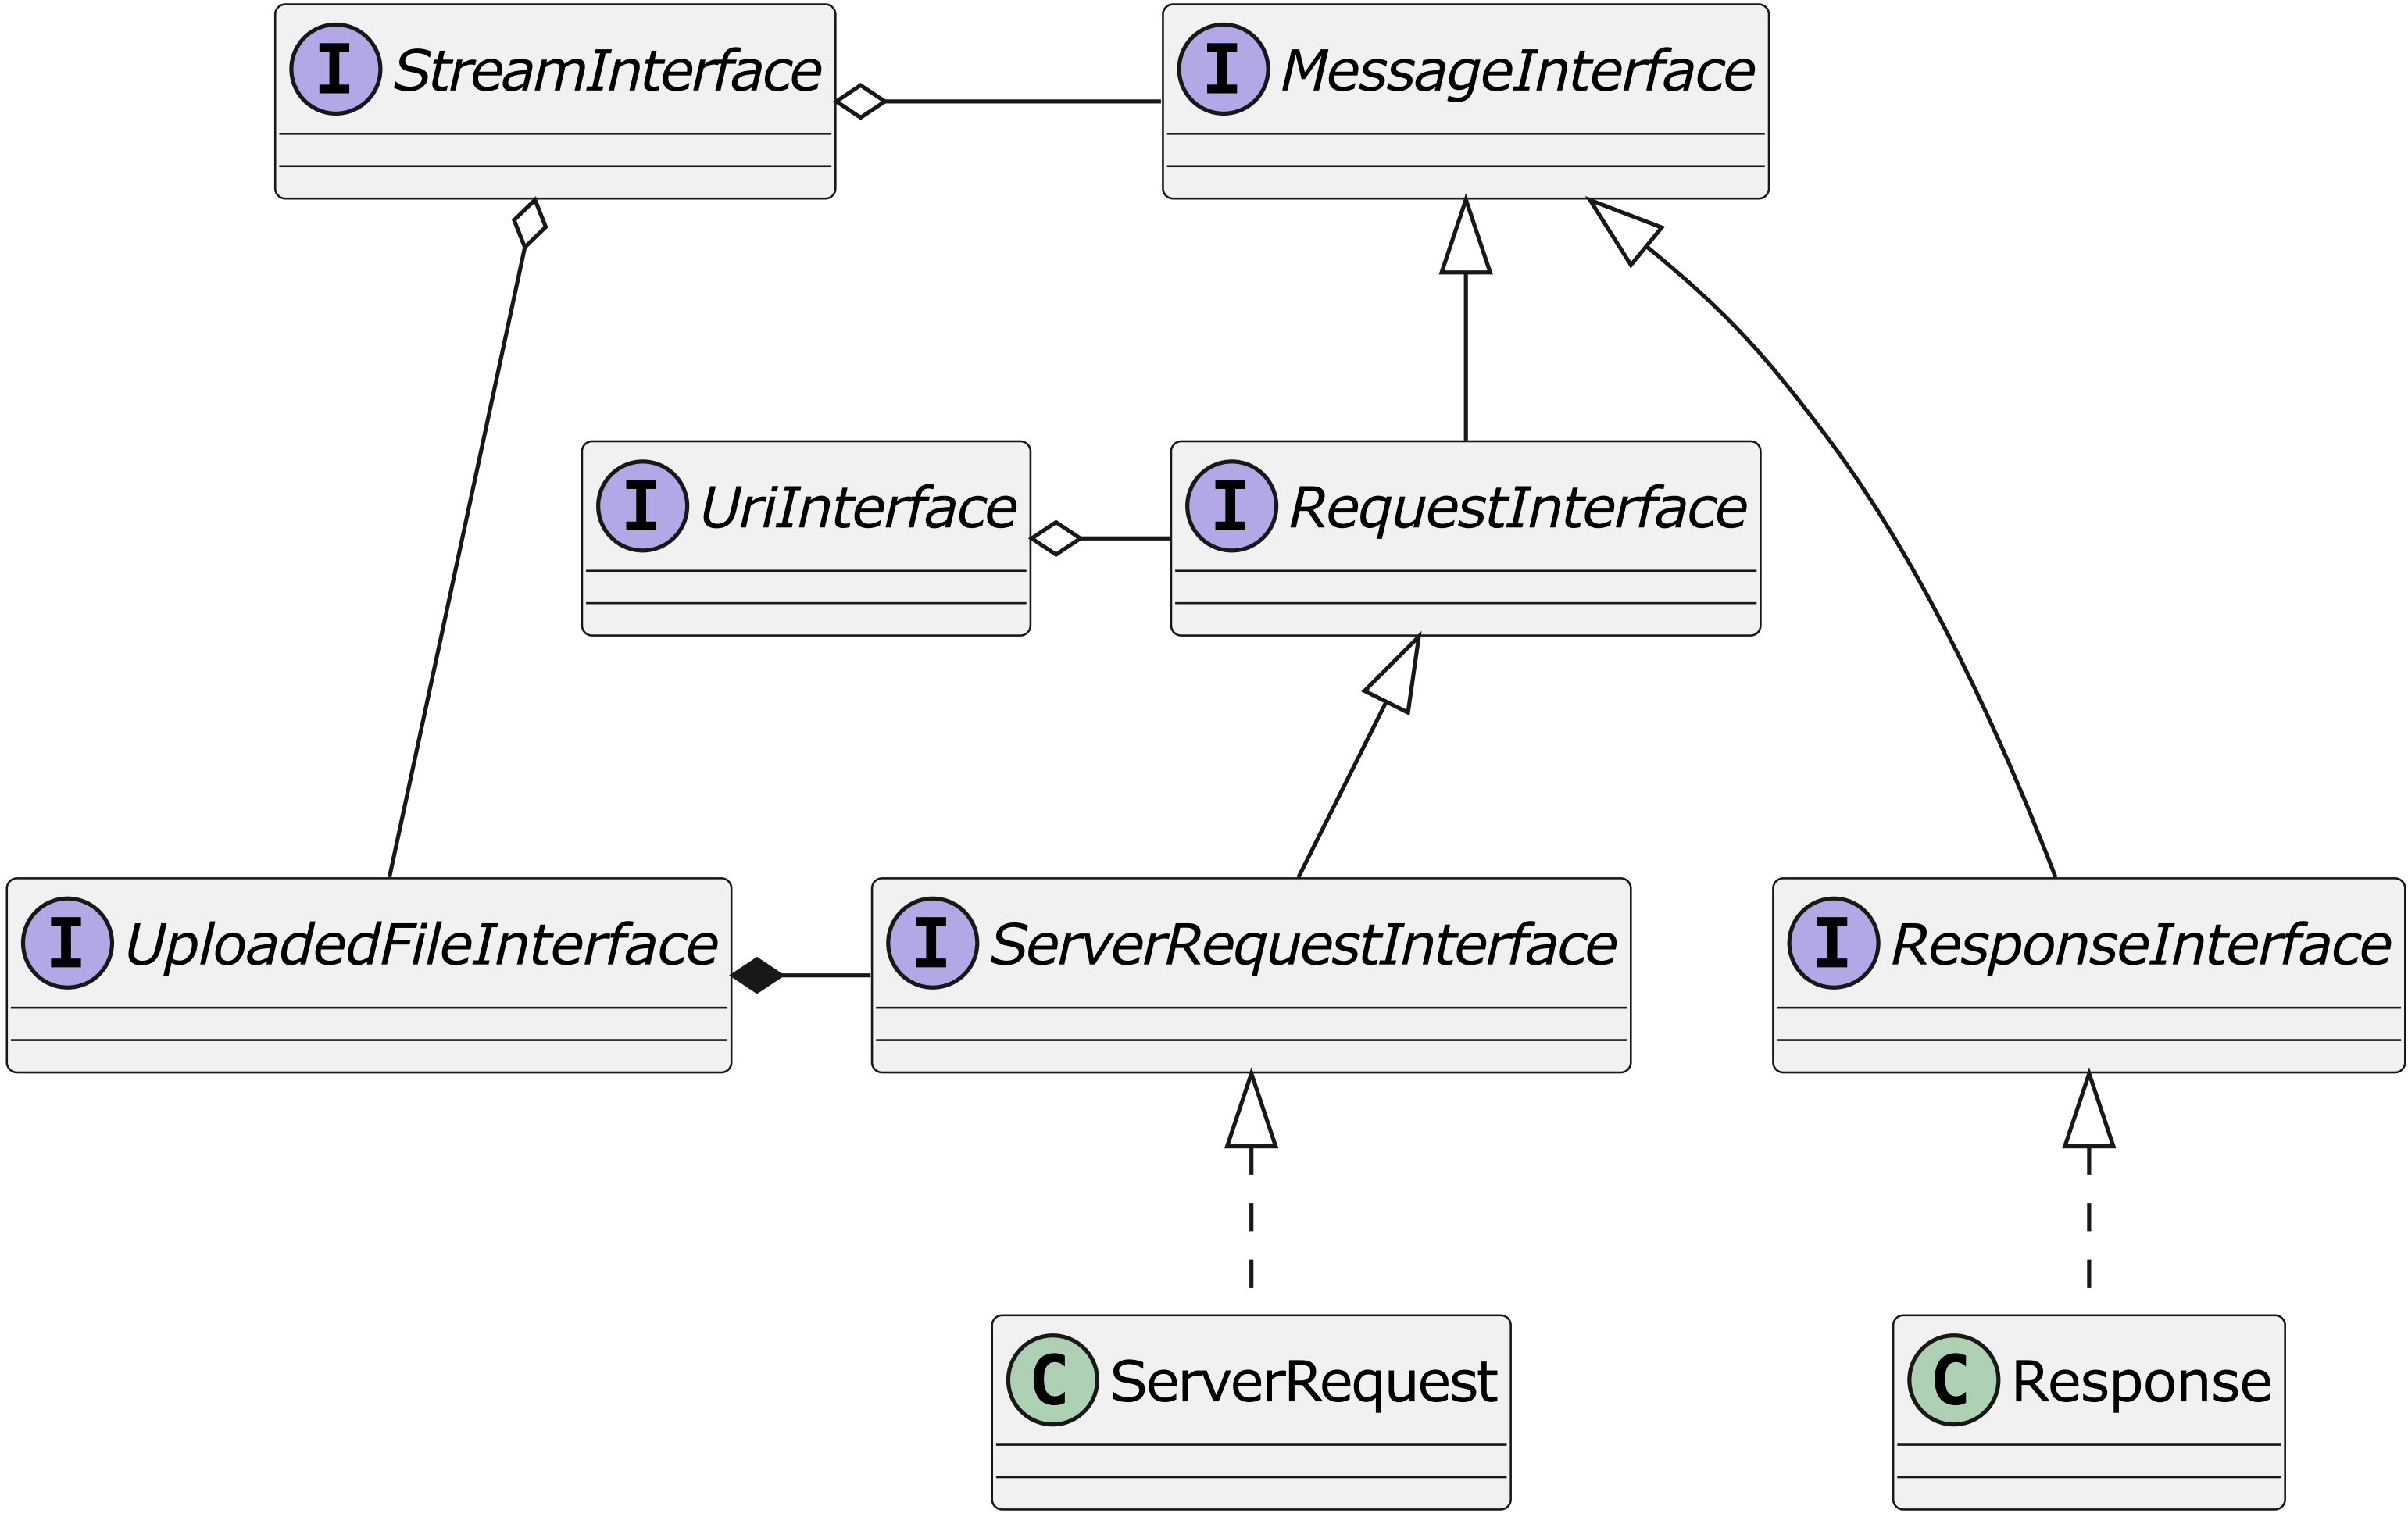 I StreamInterface
I MessageInterface
I UriInterface
I RequestInterface
I UploadedFileInterface
I ServerRequestInterface
I ResponseInterface
C ServerRequest
C Response